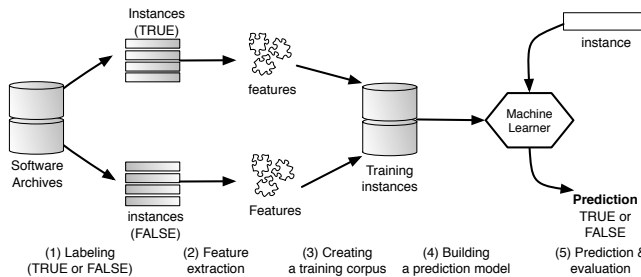 Instances
(TRUE)
features
Software
Archives
instances
(FALSE)
Features
Training
instances
instance
Machine
Learner
Prediction
TRUE or
FALSE
(1) Labeling
(TRUE or FALSE)
(2) Feature
extraction
(3) Creating
a training corpus
(4) Building
a prediction model
(5) Prediction &
evaluation